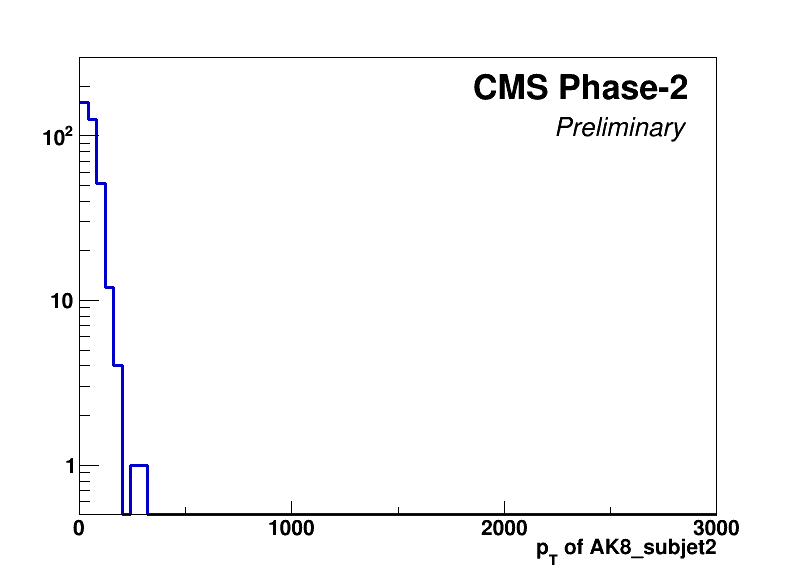 CMS Phase-2
Preliminary
10²
10
1
0 1000 2000 3000
p_T of AK8_subjet2